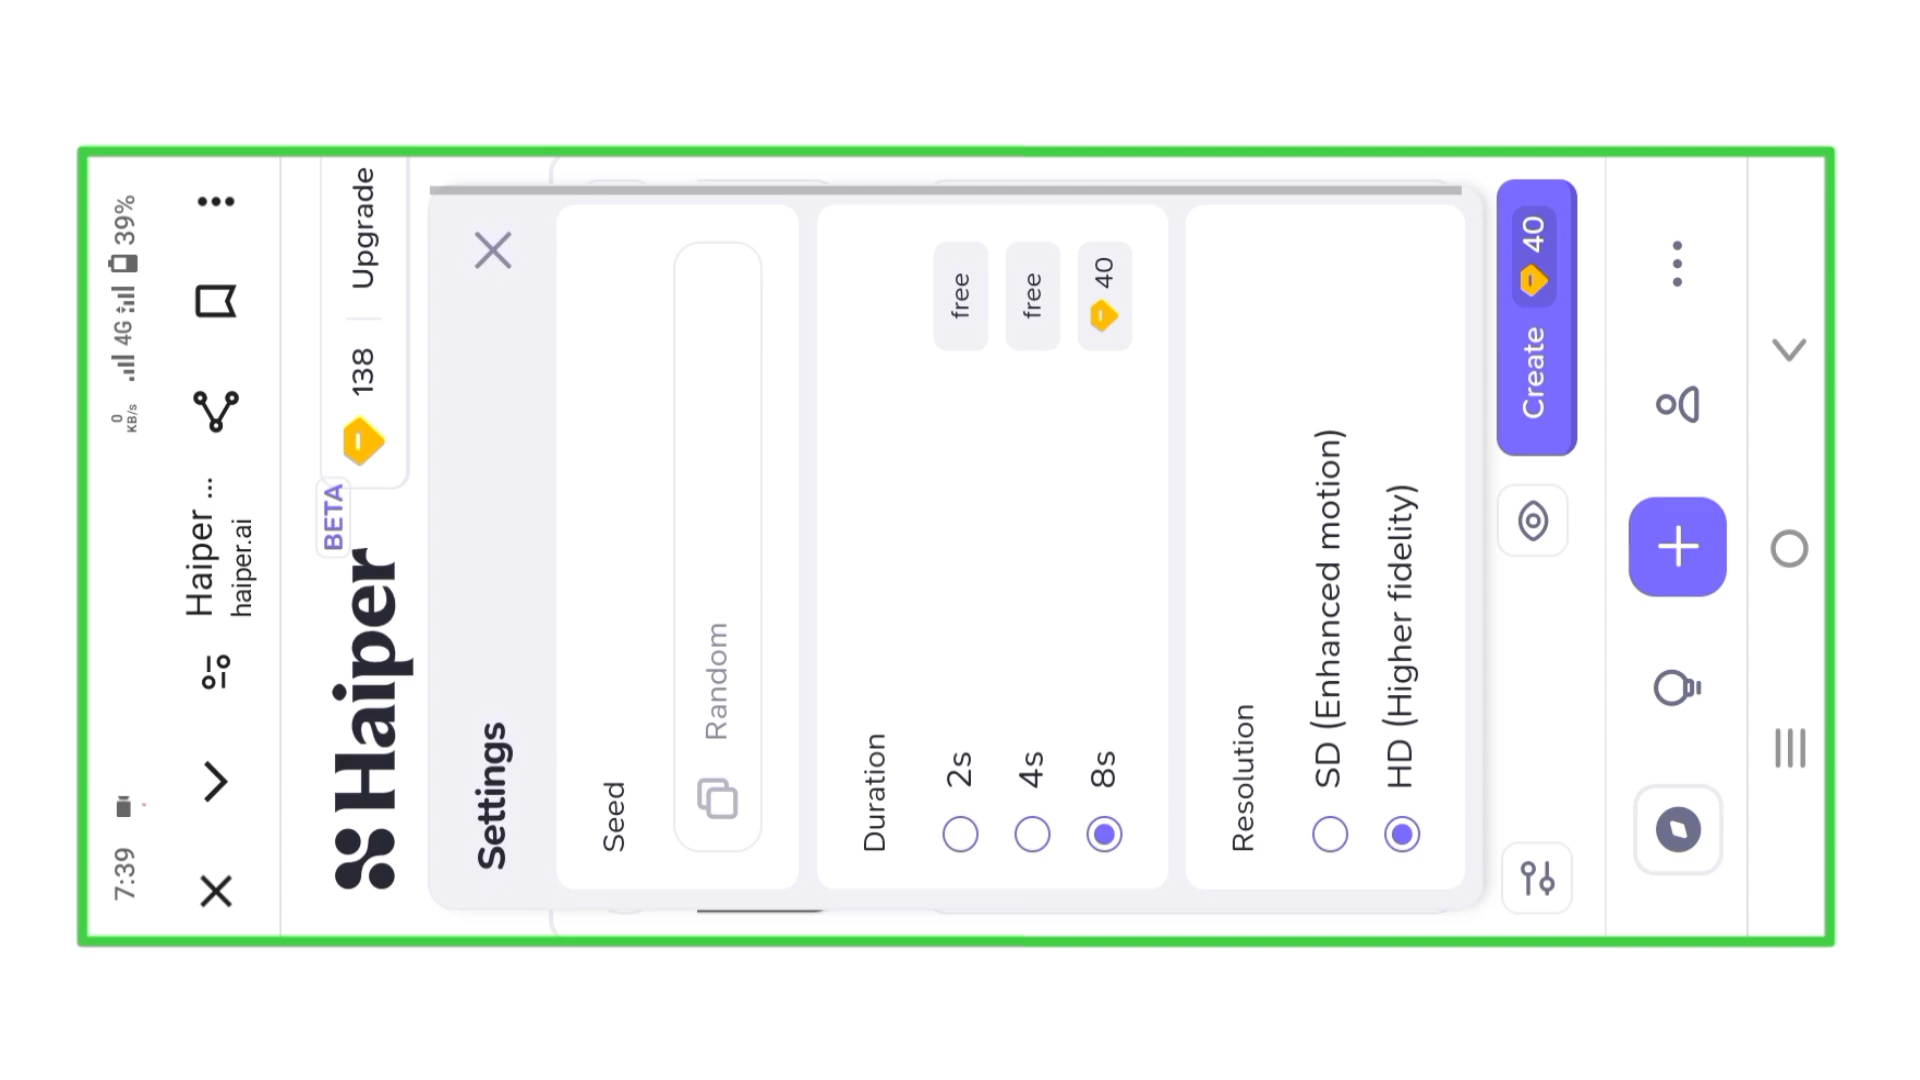 7:39 0 KB/s 4G 39%
Haiper ...
haiper.ai
Haiper BETA 138 Upgrade
Settings
Seed
Random
Duration
2s free
4s free
8s 40
Resolution
SD (Enhanced motion)
HD (Higher fidelity)
Create 40